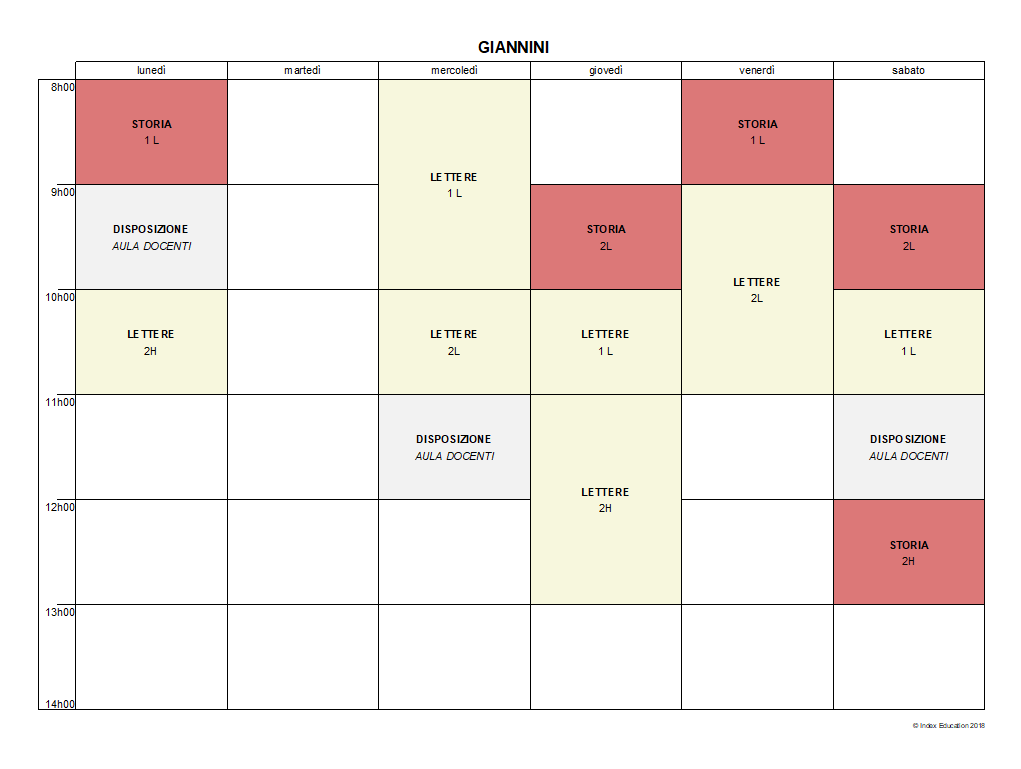 GIANNINI
lunedì martedì mercoledì giovedì venerdì sabato
8h00
STORIA
1 L
LETTERE
1 L
STORIA
1 L
9h00
DISPOSIZIONE
AULA DOCENTI
STORIA
2L
LETTERE
2L
STORIA
2L
10h00
LETTERE
2H
LETTERE
2L
LETTERE
1 L
LETTERE
1 L
11h00
DISPOSIZIONE
AULA DOCENTI
LETTERE
2H
DISPOSIZIONE
AULA DOCENTI
12h00
STORIA
2H
13h00
14h00
© Index Education 2018